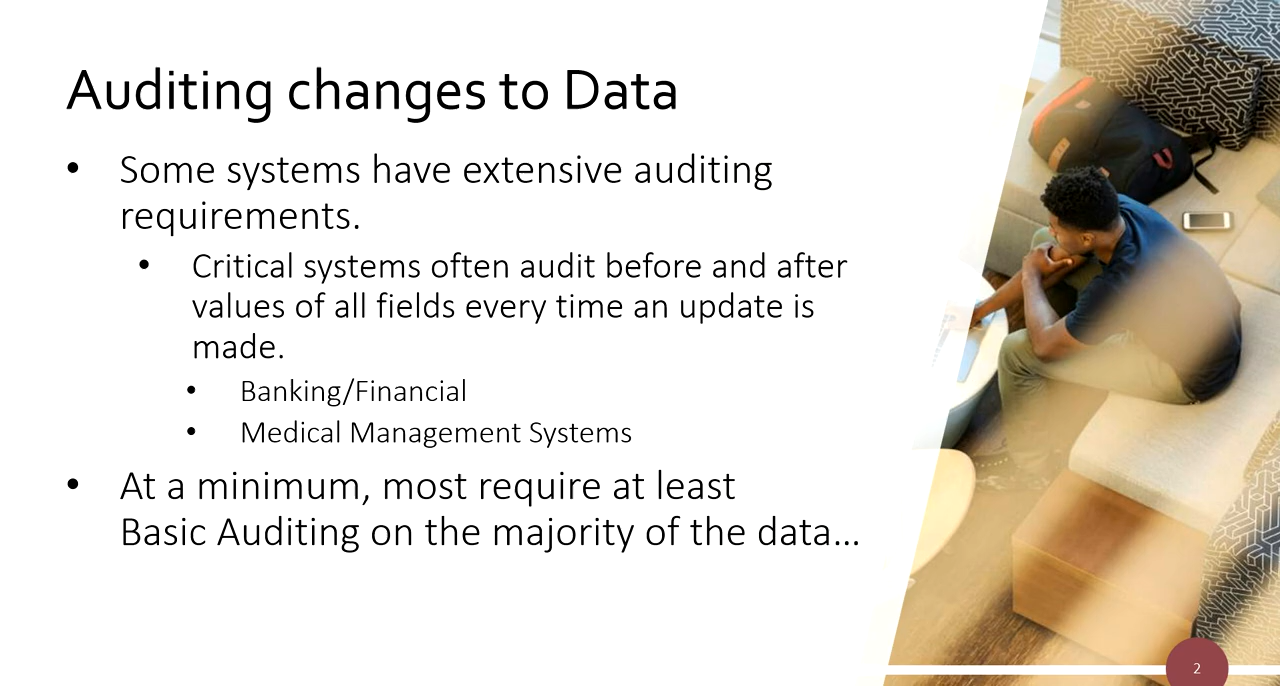 Auditing changes to Data
• Some systems have extensive auditing
requirements.
• Critical systems often audit before and after
values of all fields every time an update is
made.
• Banking/Financial
• Medical Management Systems
• At a minimum, most require at least
Basic Auditing on the majority of the data…
2